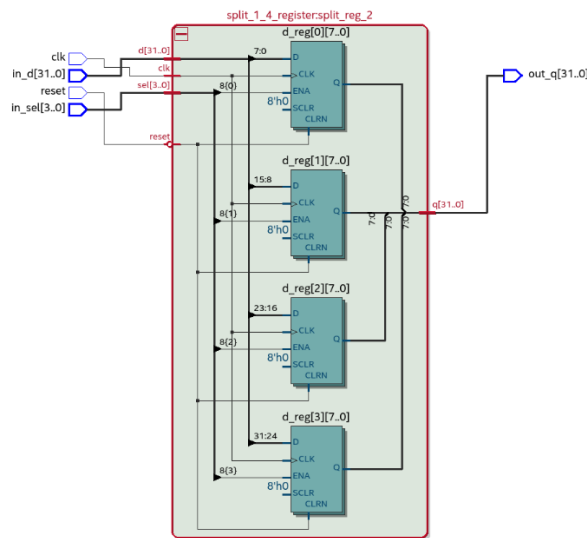 split_1_4_register:split_reg_2
clk
in_d[31..0]
reset
in_sel[3..0]
d[31..0]
clk
sel[3..0]
reset
d_reg[0][7..0]
7:0
D
CLK
8{0}
ENA
8'h0
SCLR
CLRN
Q
d_reg[1][7..0]
15:8
D
CLK
8{1}
ENA
8'h0
SCLR
CLRN
Q
7:0
7:0
7:0
7:0
q[31..0]
out_q[31..0]
d_reg[2][7..0]
23:16
D
CLK
8{2}
ENA
8'h0
SCLR
CLRN
Q
d_reg[3][7..0]
31:24
D
CLK
8{3}
ENA
8'h0
SCLR
CLRN
Q